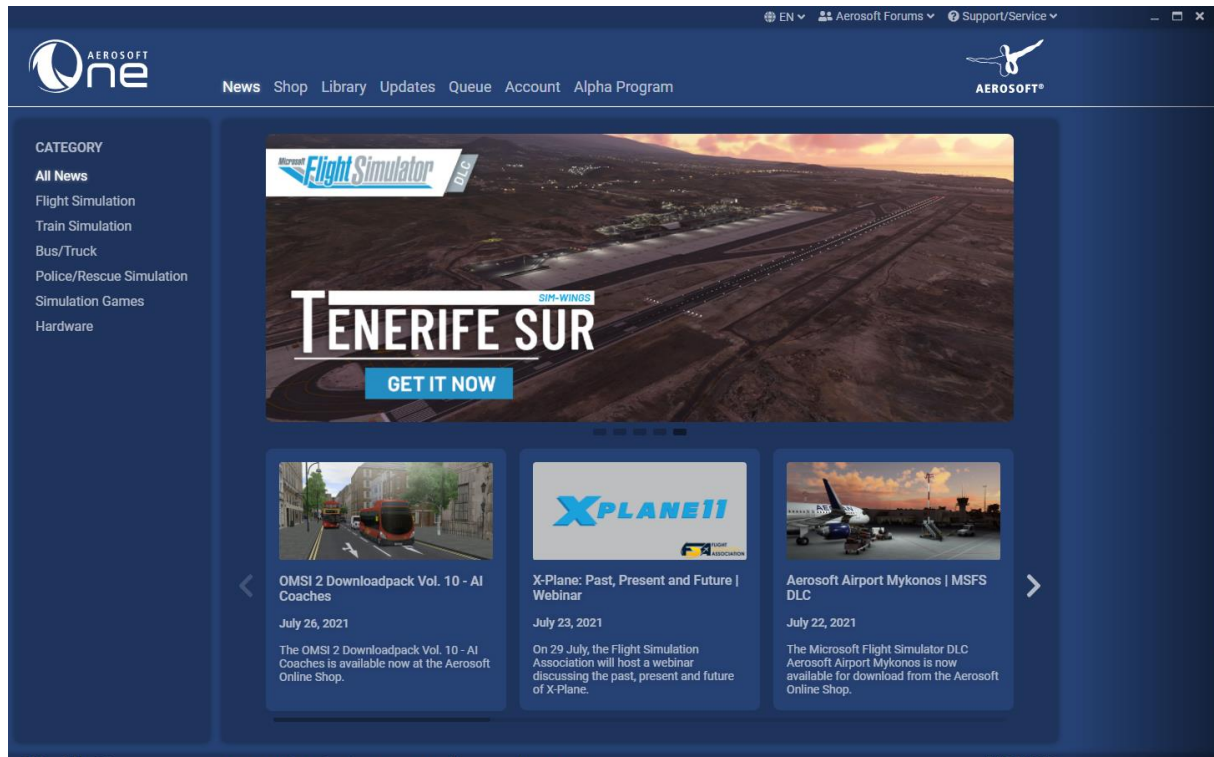 EN
Aerosoft Forums
Support/Service
AEROSOFT
One
News Shop Library Updates Queue Account Alpha Program
AEROSOFT®
CATEGORY
All News
Flight Simulation
Train Simulation
Bus/Truck
Police/Rescue Simulation
Simulation Games
Hardware
Microsoft
Flight Simulator
DLC
SIM-WINGS
TENERIFE SUR
GET IT NOW
XPLANE11
FSA
FLIGHT
ASSOCIATION
OMSI 2 Downloadpack Vol. 10 - AI
Coaches
July 26, 2021
The OMSI 2 Downloadpack Vol. 10 - AI
Coaches is available now at the Aerosoft
Online Shop.
X-Plane: Past, Present and Future |
Webinar
July 23, 2021
On 29 July, the Flight Simulation
Association will host a webinar
discussing the past, present and future
of X-Plane.
Aerosoft Airport Mykonos | MSFS
DLC
July 22, 2021
The Microsoft Flight Simulator DLC
Aerosoft Airport Mykonos is now
available for download from the Aerosoft
Online Shop.